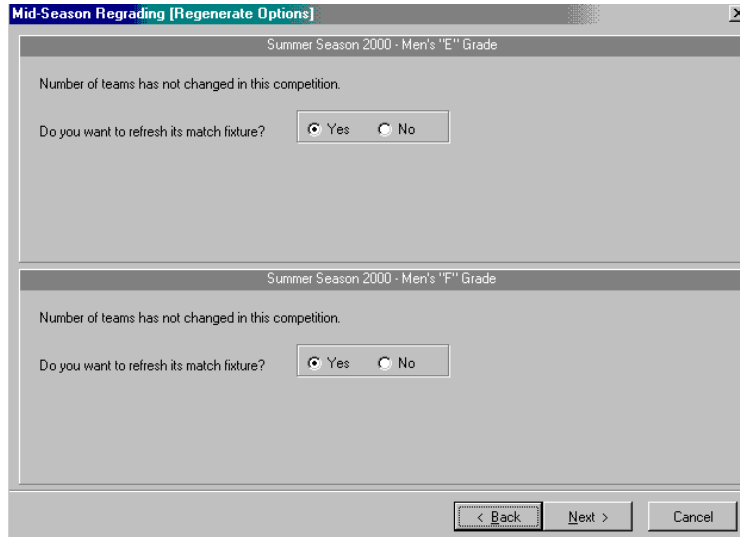 Mid-Season Regrading [Regenerate Options]
Summer Season 2000 - Men's "E" Grade
Number of teams has not changed in this competition.
Do you want to refresh its match fixture? Yes No
Summer Season 2000 - Men's "F" Grade
Number of teams has not changed in this competition.
Do you want to refresh its match fixture? Yes No
< Back Next > Cancel